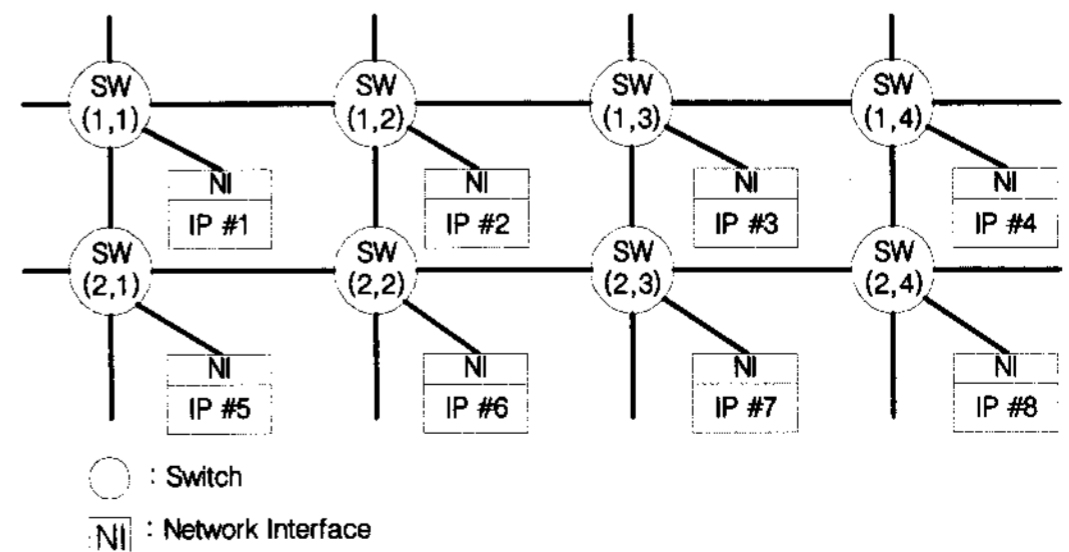 SW (1,1)
SW (1,2)
SW (1,3)
SW (1,4)
NI
IP #1
NI
IP #2
NI
IP #3
NI
IP #4
SW (2,1)
SW (2,2)
SW (2,3)
SW (2,4)
NI
IP #5
NI
IP #6
NI
IP #7
NI
IP #8
: Switch
NI : Network Interface